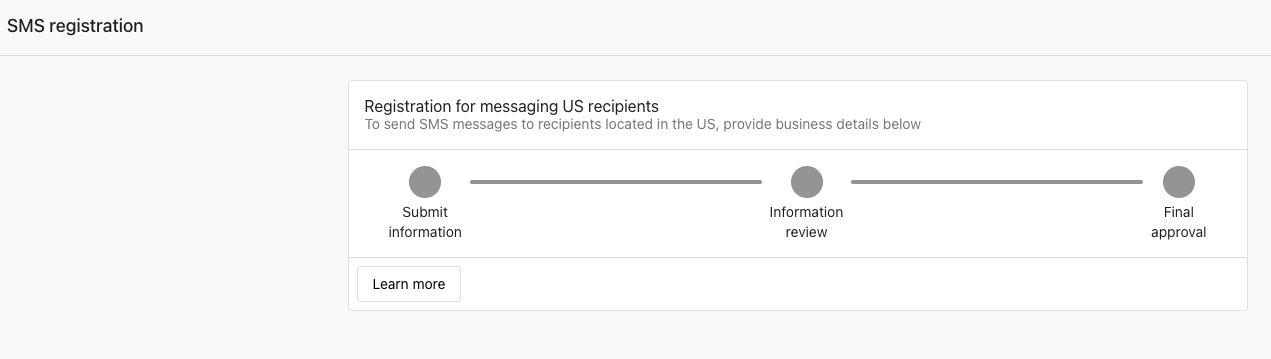 SMS registration
Registration for messaging US recipients
To send SMS messages to recipients located in the US, provide business details below
Submit
information
Information
review
Final
approval
Learn more